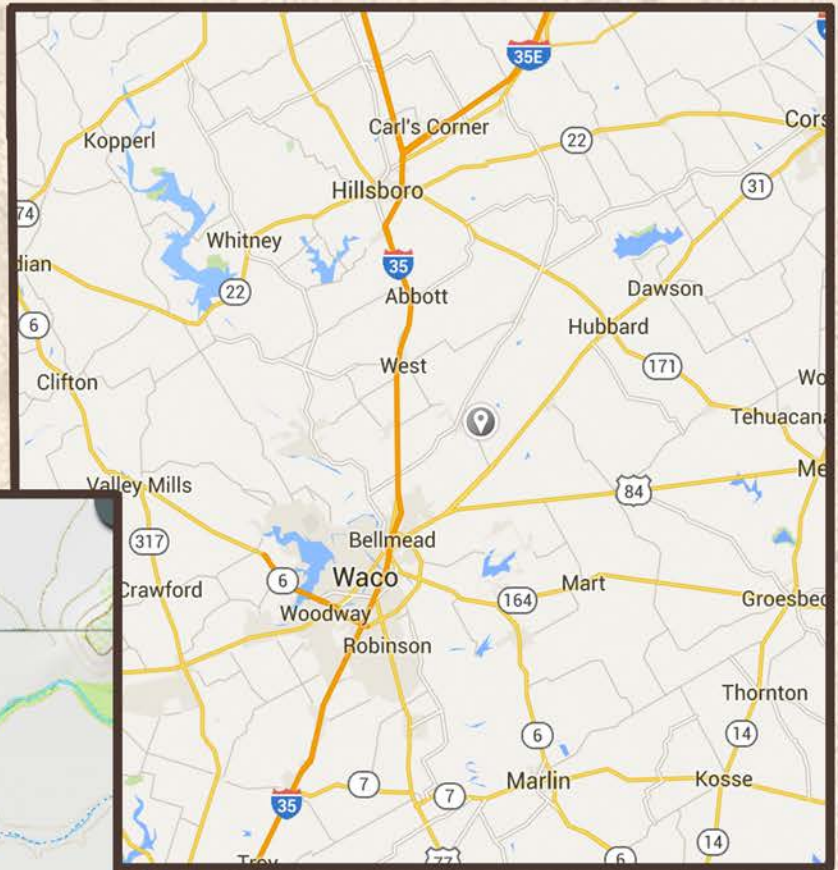 35E
Carl's Corner
Cors
Kopperl
22
Hillsboro
31
74
Whitney
dian
35
22
Abbott
Dawson
6
Hubbard
West
171
Clifton
Wo
Tehuacana
Valley Mills
Me
84
317
Bellmead
Crawford
6
Waco
Mart
164
Woodway
Groesbec
Robinson
Thornton
6
14
7
Marlin
Kosse
35
7
14
Troy
77
6